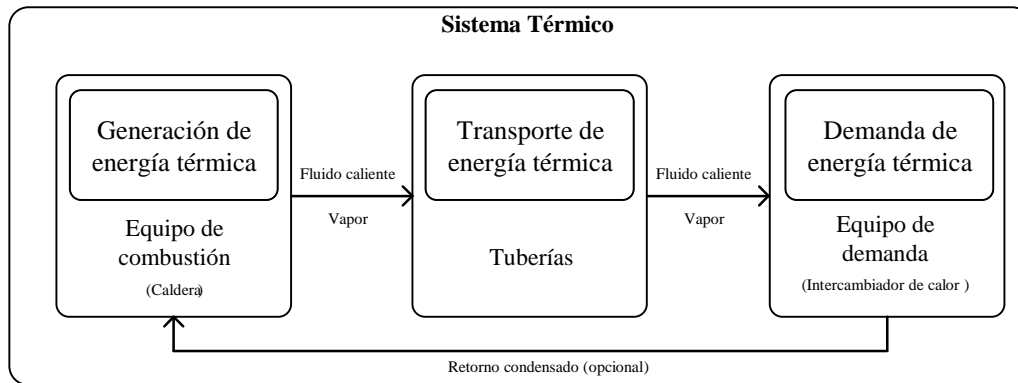 Sistema Térmico
Generación de
energía térmica
Equipo de
combustión
(Caldera)
Fluido caliente
Vapor
Transporte de
energía térmica
Tuberías
Fluido caliente
Vapor
Demanda de
energía térmica
Equipo de
demanda
(Intercambiador de calor )
Retorno condensado (opcional)